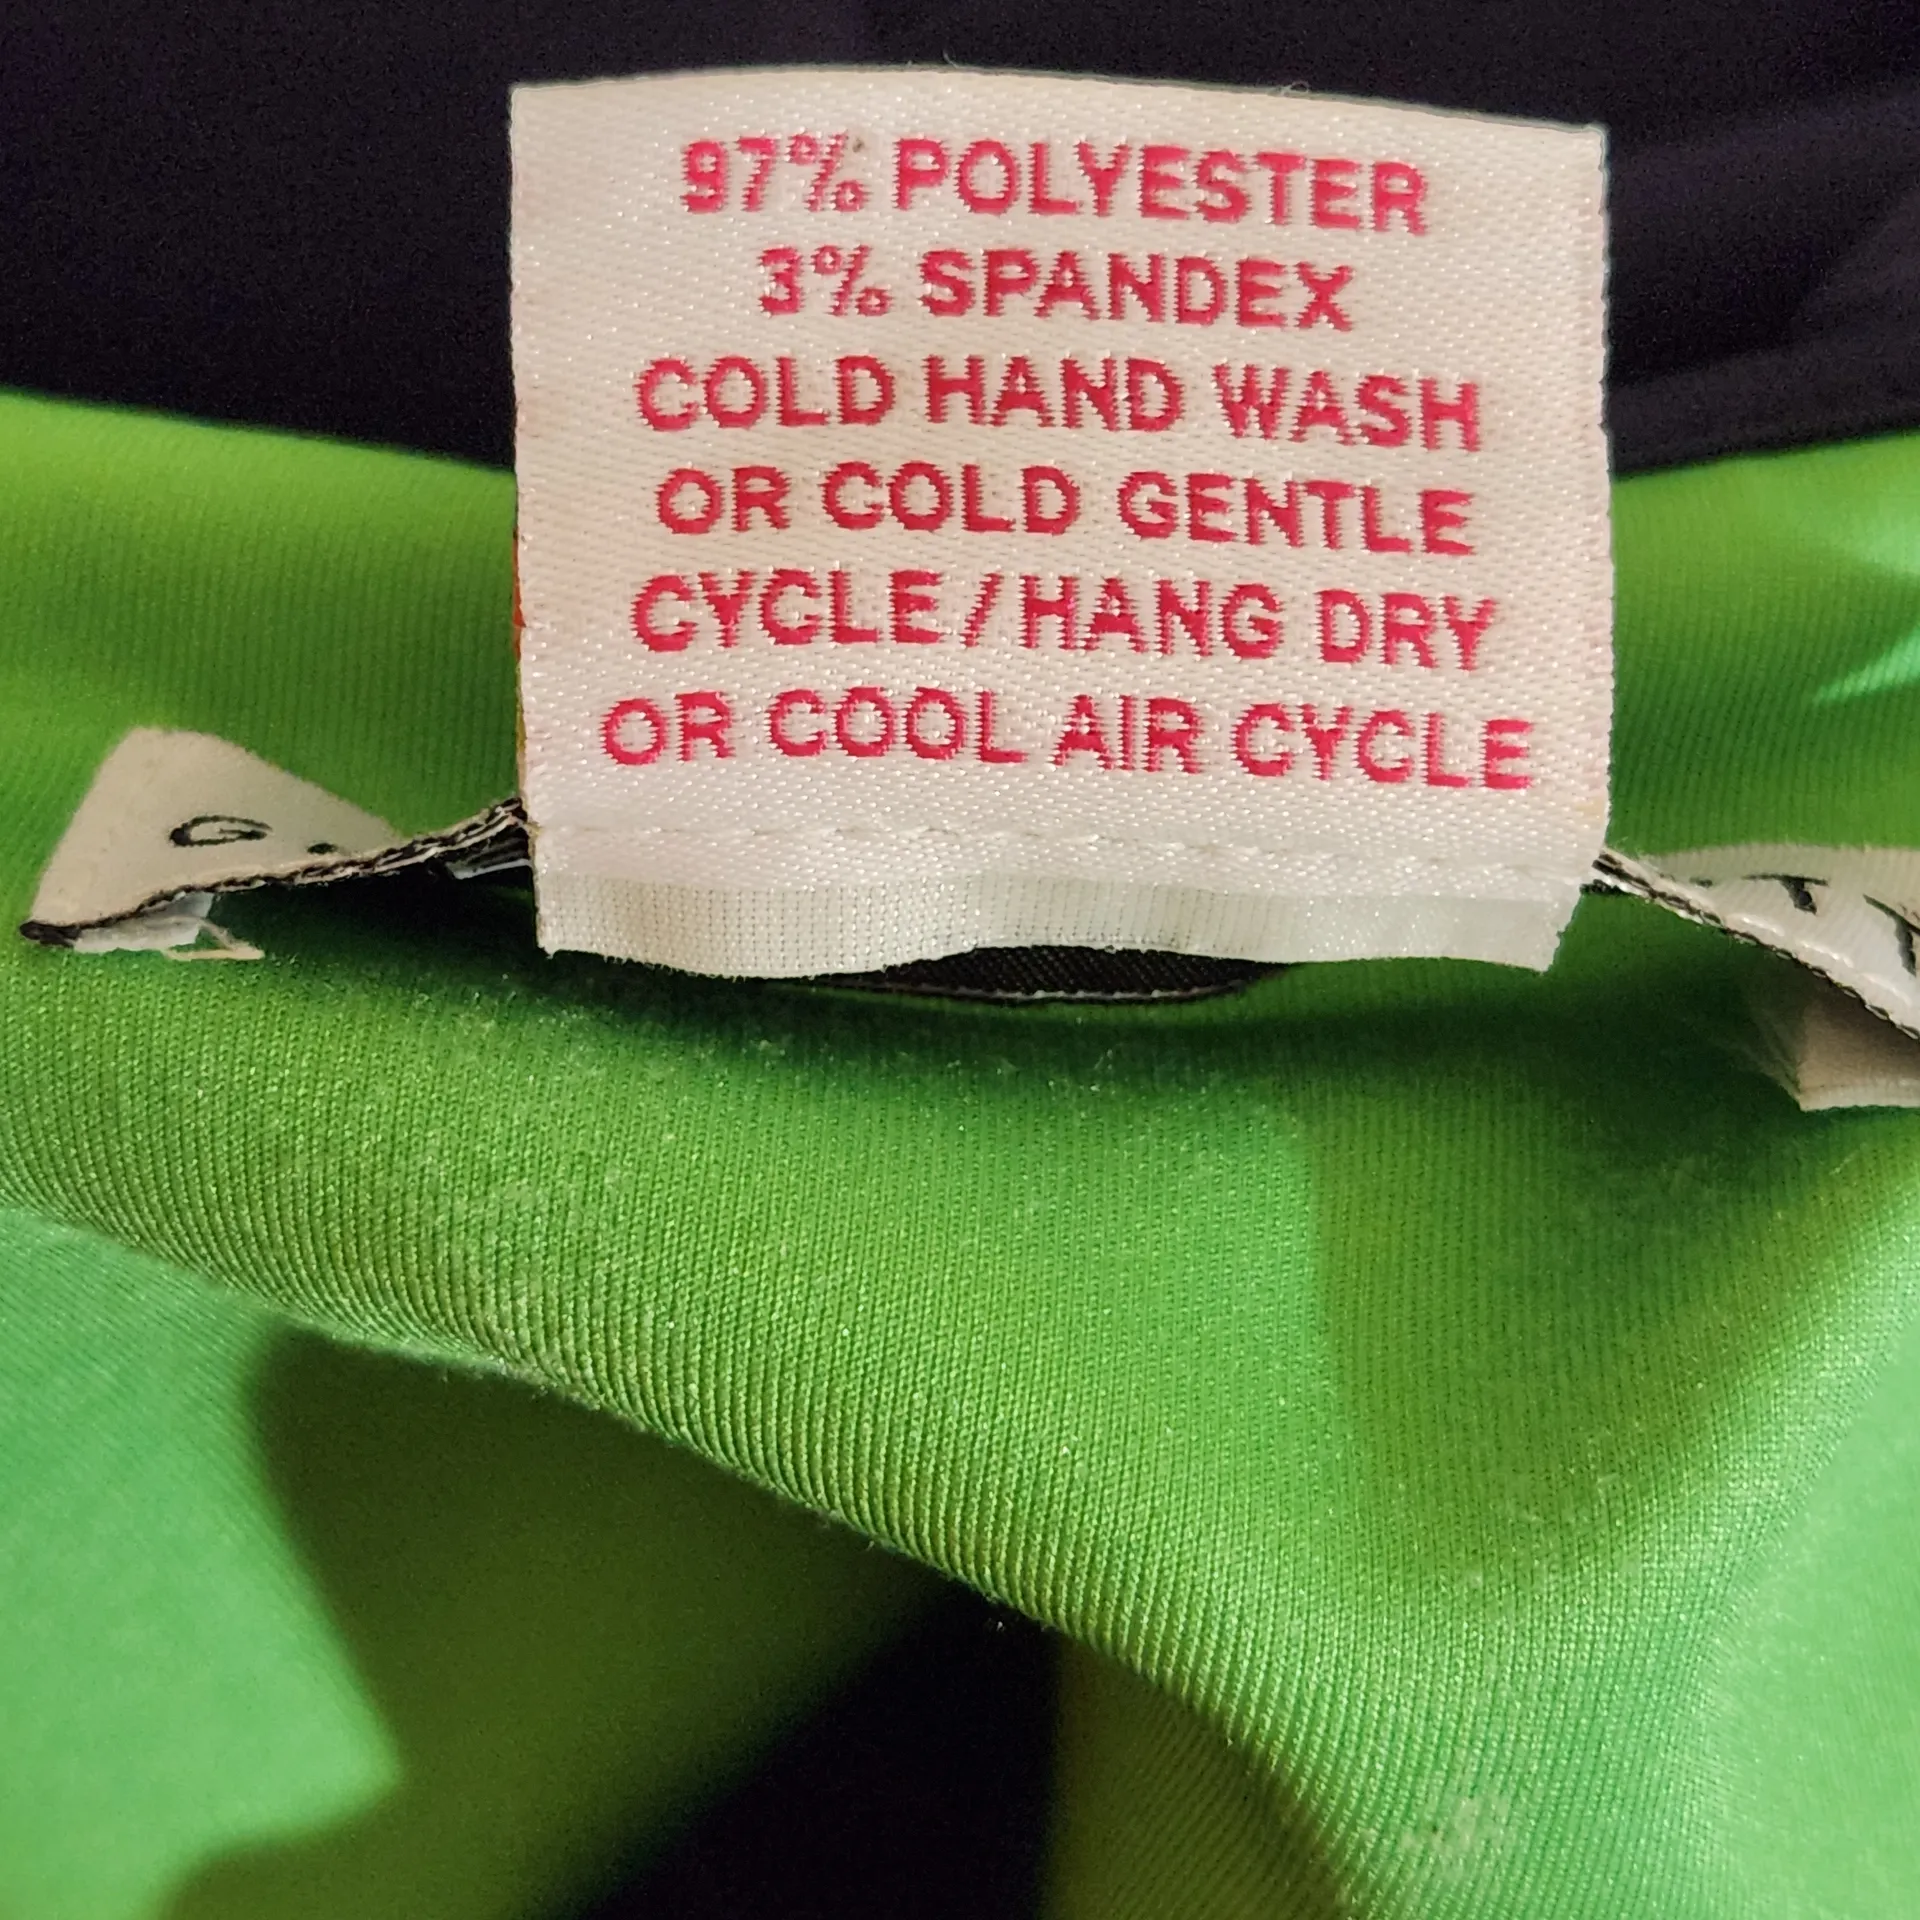 97% POLYESTER
3% SPANDEX
COLD HAND WASH
OR COLD GENTLE
CYCLE/HANG DRY
OR COOL AIR CYCLE